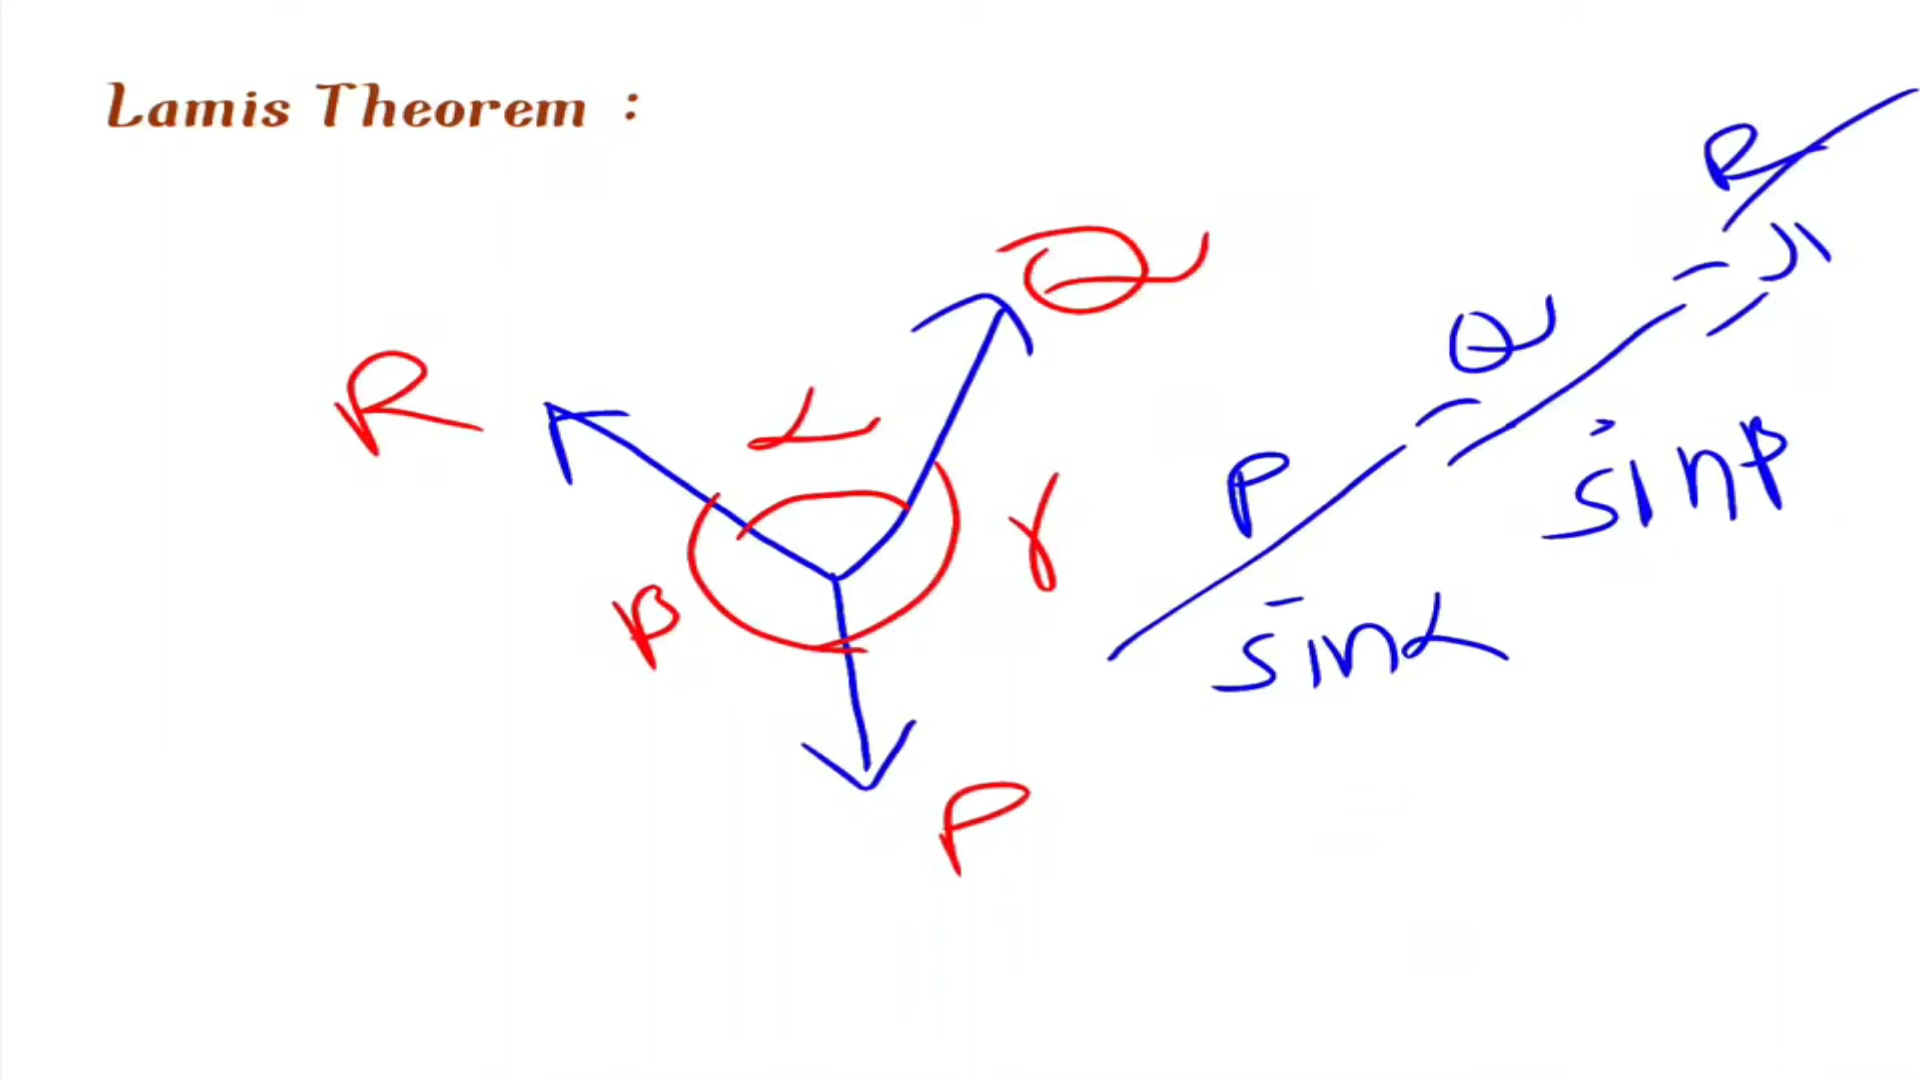 Lamis Theorem :
R
Q
α
γ
β
P
P = Q = R
sinα sinβ